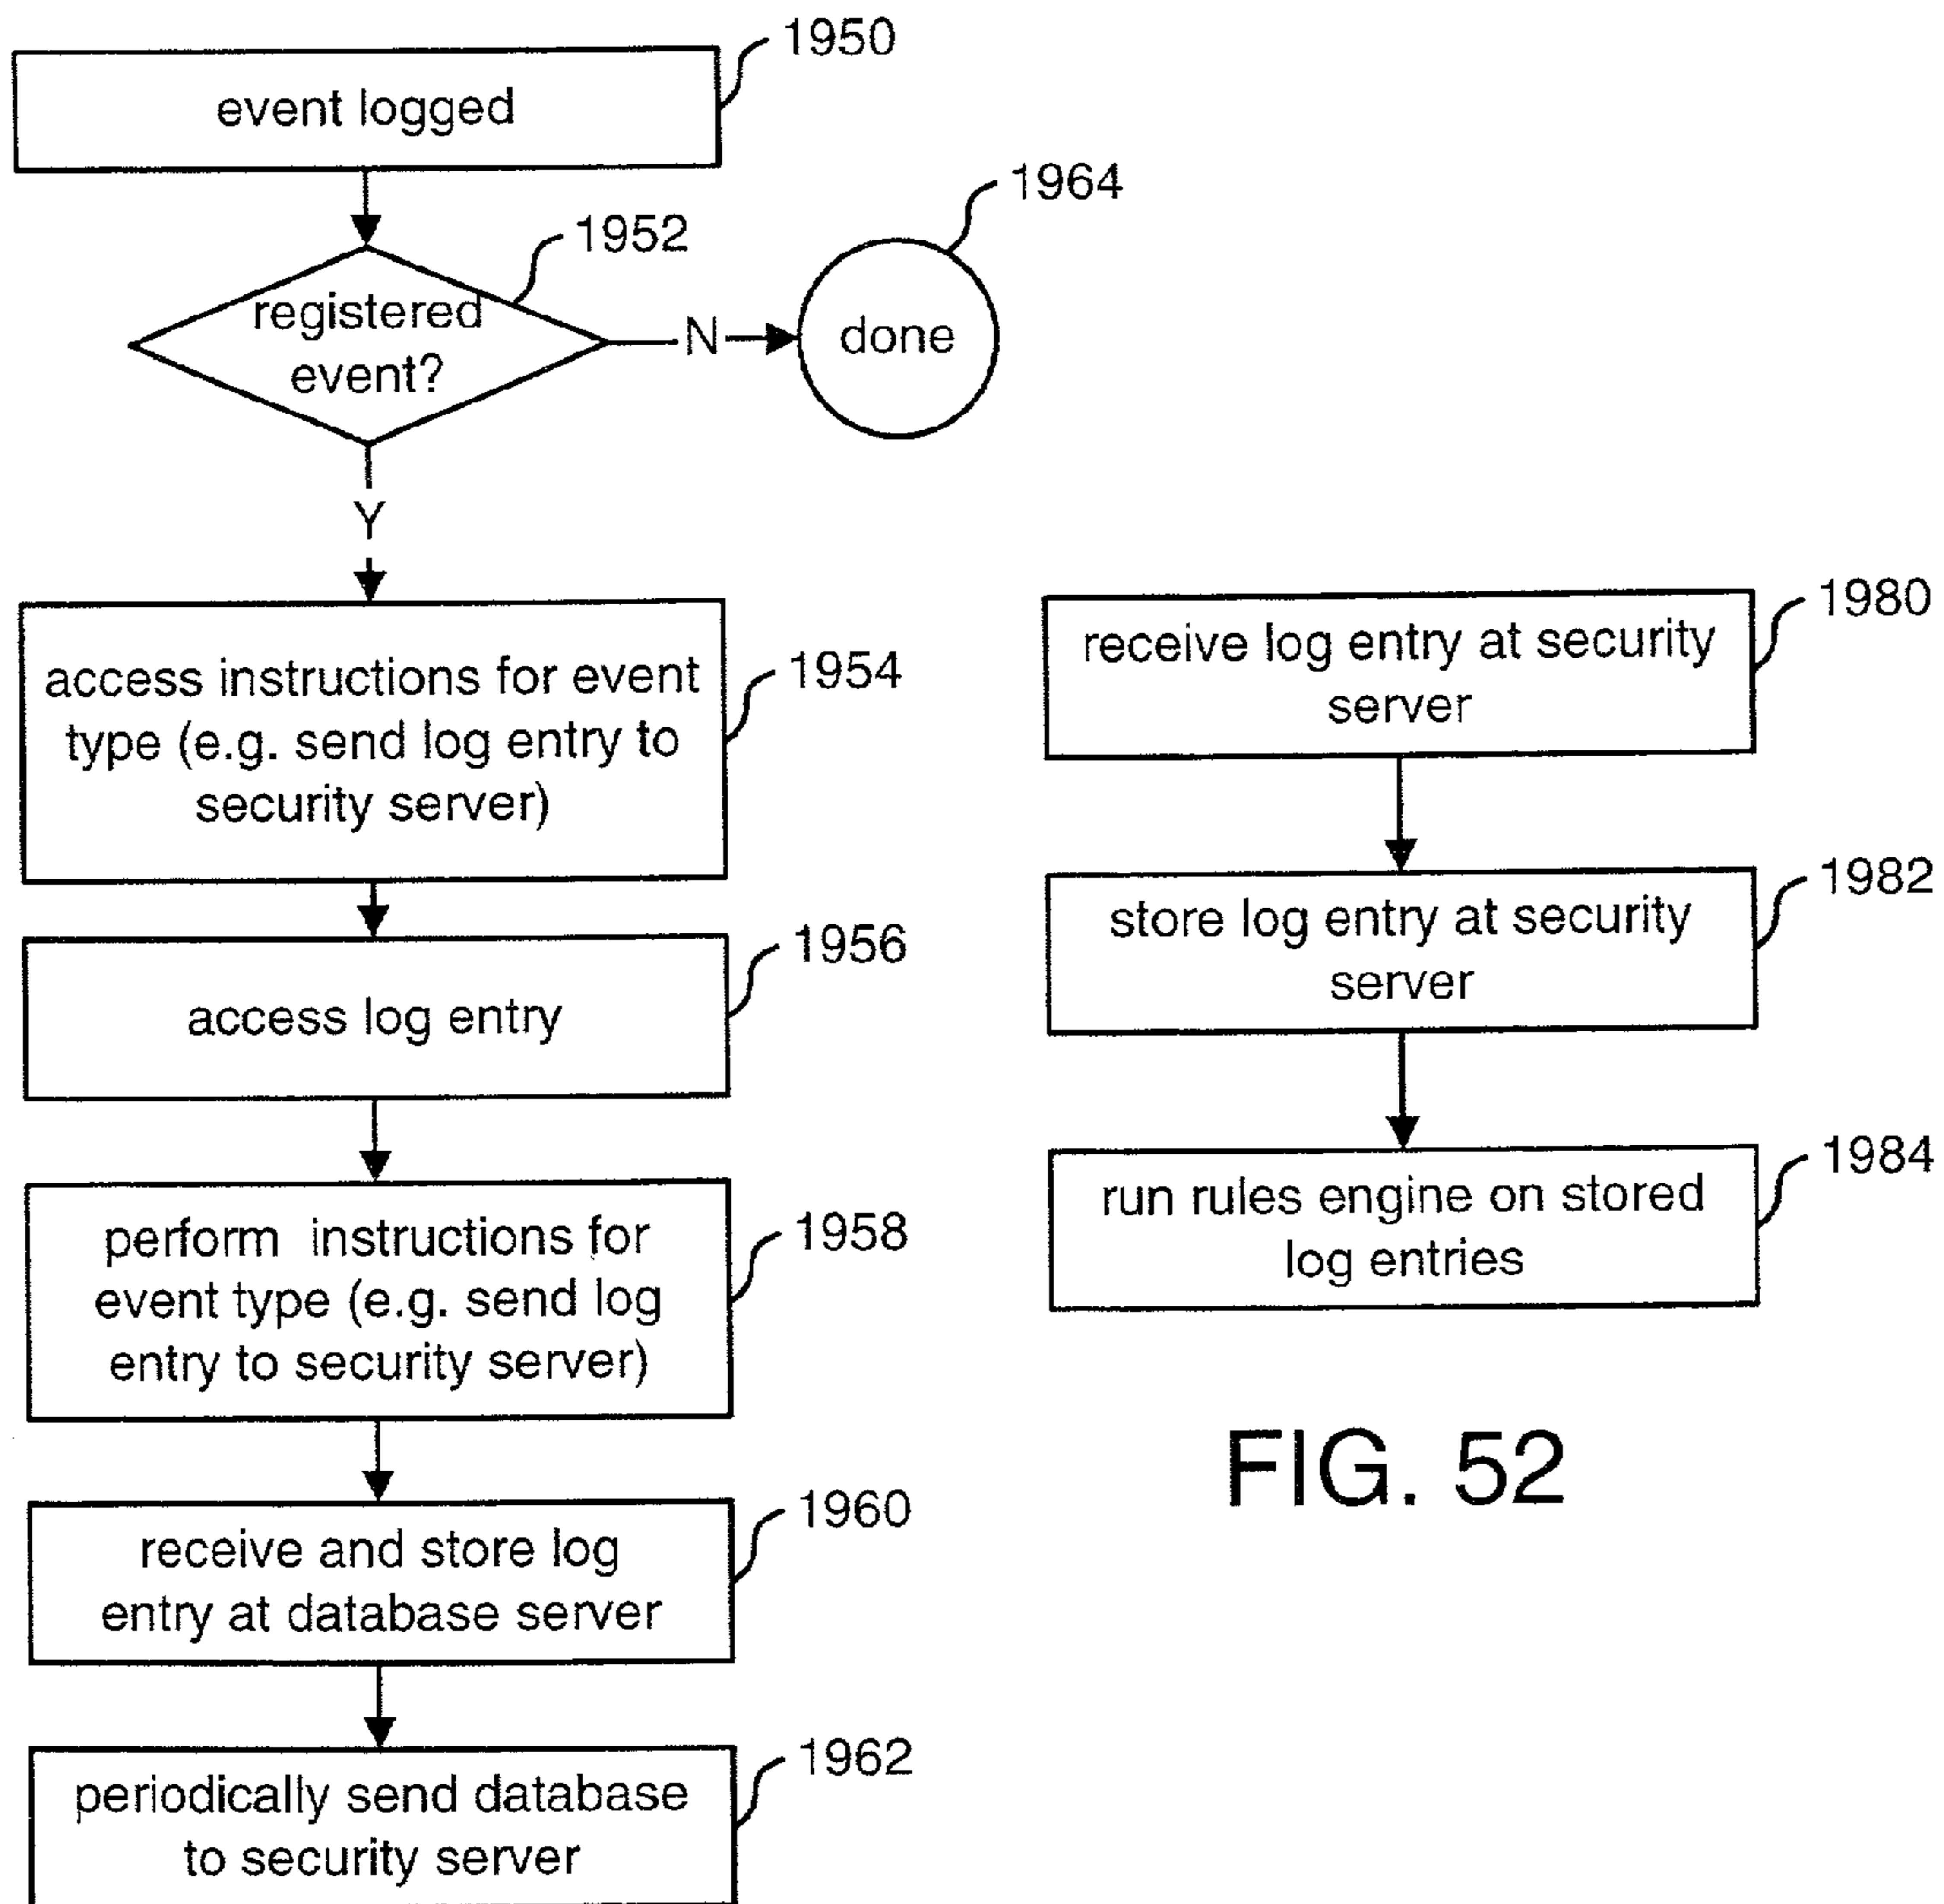 1950
event logged
1964
1952
registered
event?
N
done
Y
1954
access instructions for event
type (e.g. send log entry to
security server)
1956
access log entry
1958
perform instructions for
event type (e.g. send log
entry to security server)
1960
receive and store log
entry at database server
1962
periodically send database
to security server
1980
receive log entry at security
server
1982
store log entry at security
server
1984
run rules engine on stored
log entries
FIG. 52